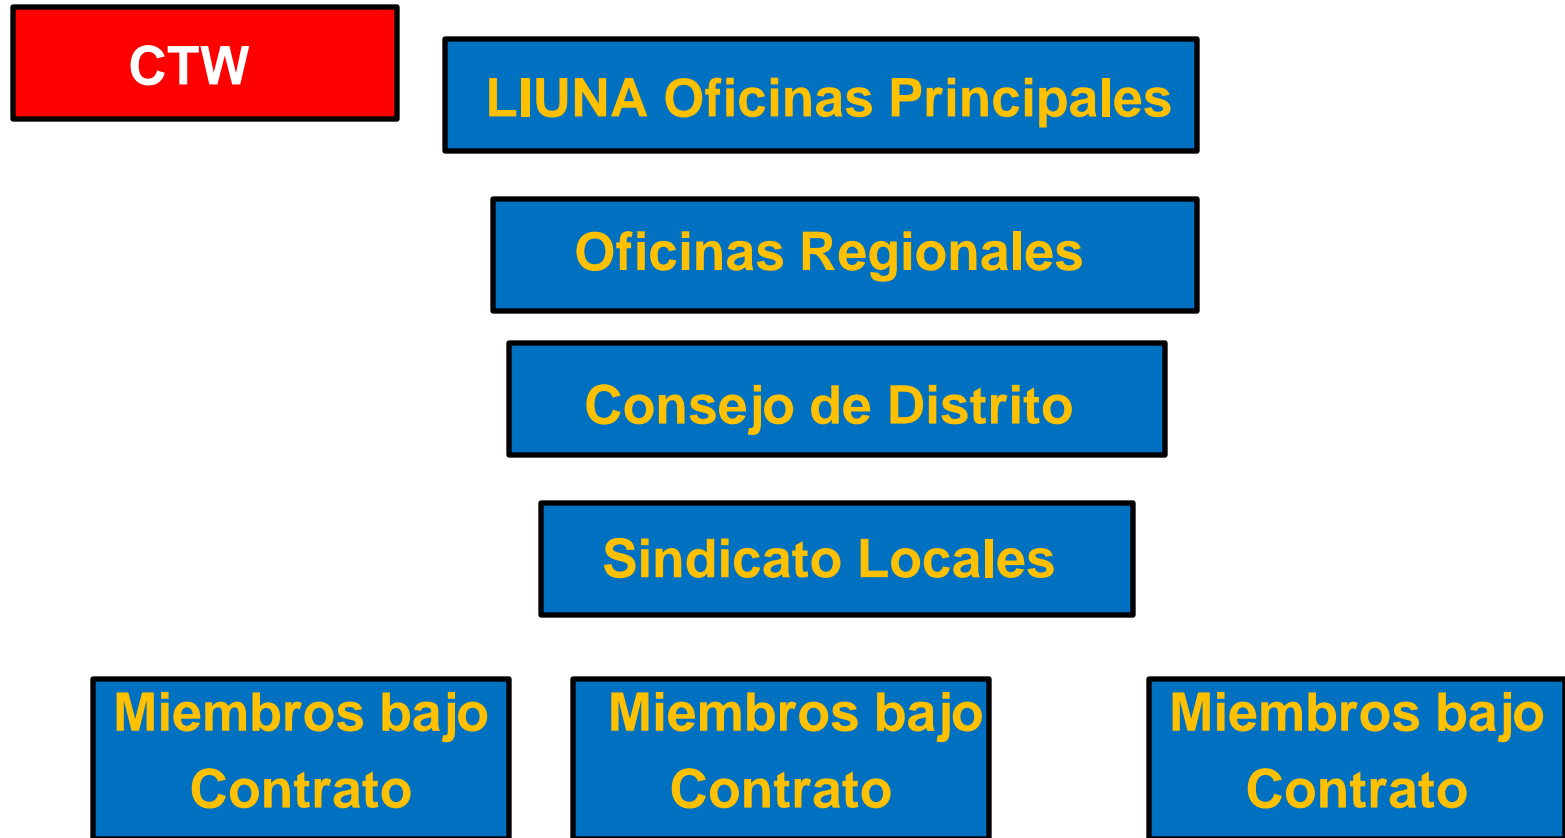 CTW
LIUNA Oficinas Principales
Oficinas Regionales
Consejo de Distrito
Sindicato Locales
Miembros bajo
Contrato
Miembros bajo
Contrato
Miembros bajo
Contrato